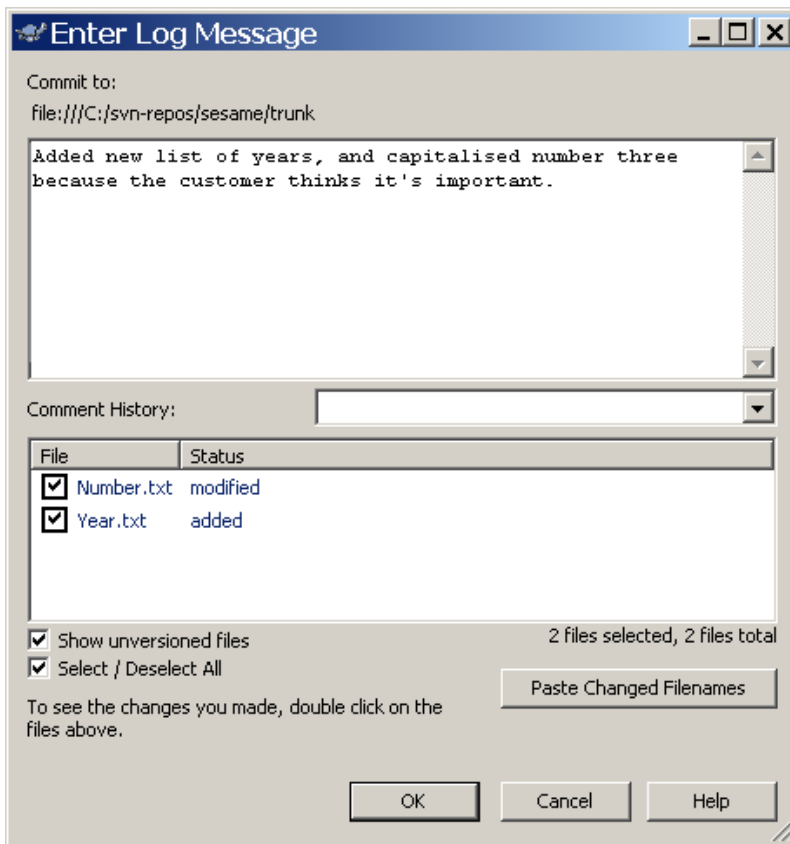 Enter Log Message
Commit to:
file:///C:/svn-repos/sesame/trunk
Added new list of years, and capitalised number three
because the customer thinks it's important.
Comment History:
File Status
Number.txt modified
Year.txt added
Show unversioned files
2 files selected, 2 files total
Select / Deselect All
Paste Changed Filenames
To see the changes you made, double click on the
files above.
OK Cancel Help